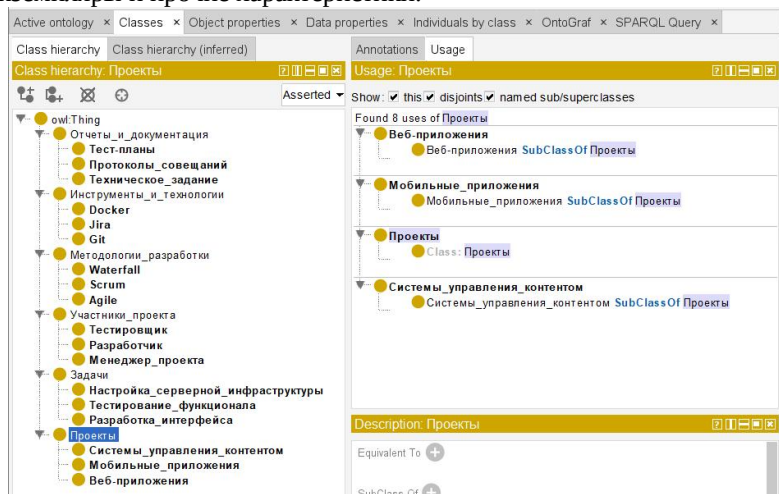 Active ontology × Classes × Object properties × Data properties × Individuals by class × OntoGraf × SPARQL Query ×
Class hierarchy Class hierarchy (inferred)
Class hierarchy: Проекты
Asserted
owl:Thing
Отчеты_и_документация
Тест-планы
Протоколы_совещаний
Техническое_задание
Инструменты_и_технологии
Docker
Jira
Git
Методологии_разработки
Waterfall
Scrum
Agile
Участники_проекта
Тестировщик
Разработчик
Менеджер_проекта
Задачи
Настройка_серверной_инфраструктуры
Тестирование_функционала
Разработка_интерфейса
Проекты
Системы_управления_контентом
Мобильные_приложения
Веб-приложения
Annotations Usage
Usage: Проекты
Show: this disjoints named sub/superclasses
Found 8 uses of Проекты
Веб-приложения
Веб-приложения SubClassOf Проекты
Мобильные_приложения
Мобильные_приложения SubClassOf Проекты
Проекты
Class: Проекты
Системы_управления_контентом
Системы_управления_контентом SubClassOf Проекты
Description: Проекты
Equivalent To
SubClass Of